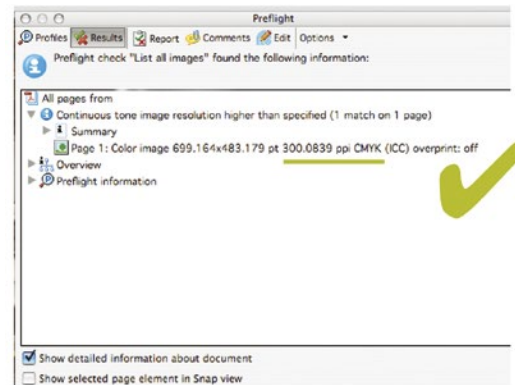 Preflight
Profiles Results Report Comments Edit Options
Preflight check "List all images" found the following information:
All pages from
Continuous tone image resolution higher than specified (1 match on 1 page)
Summary
Page 1: Color image 699.164x483.179 pt 300.0839 ppi CMYK (ICC) overprint: off
Overview
Preflight information
Show detailed information about document
Show selected page element in Snap view